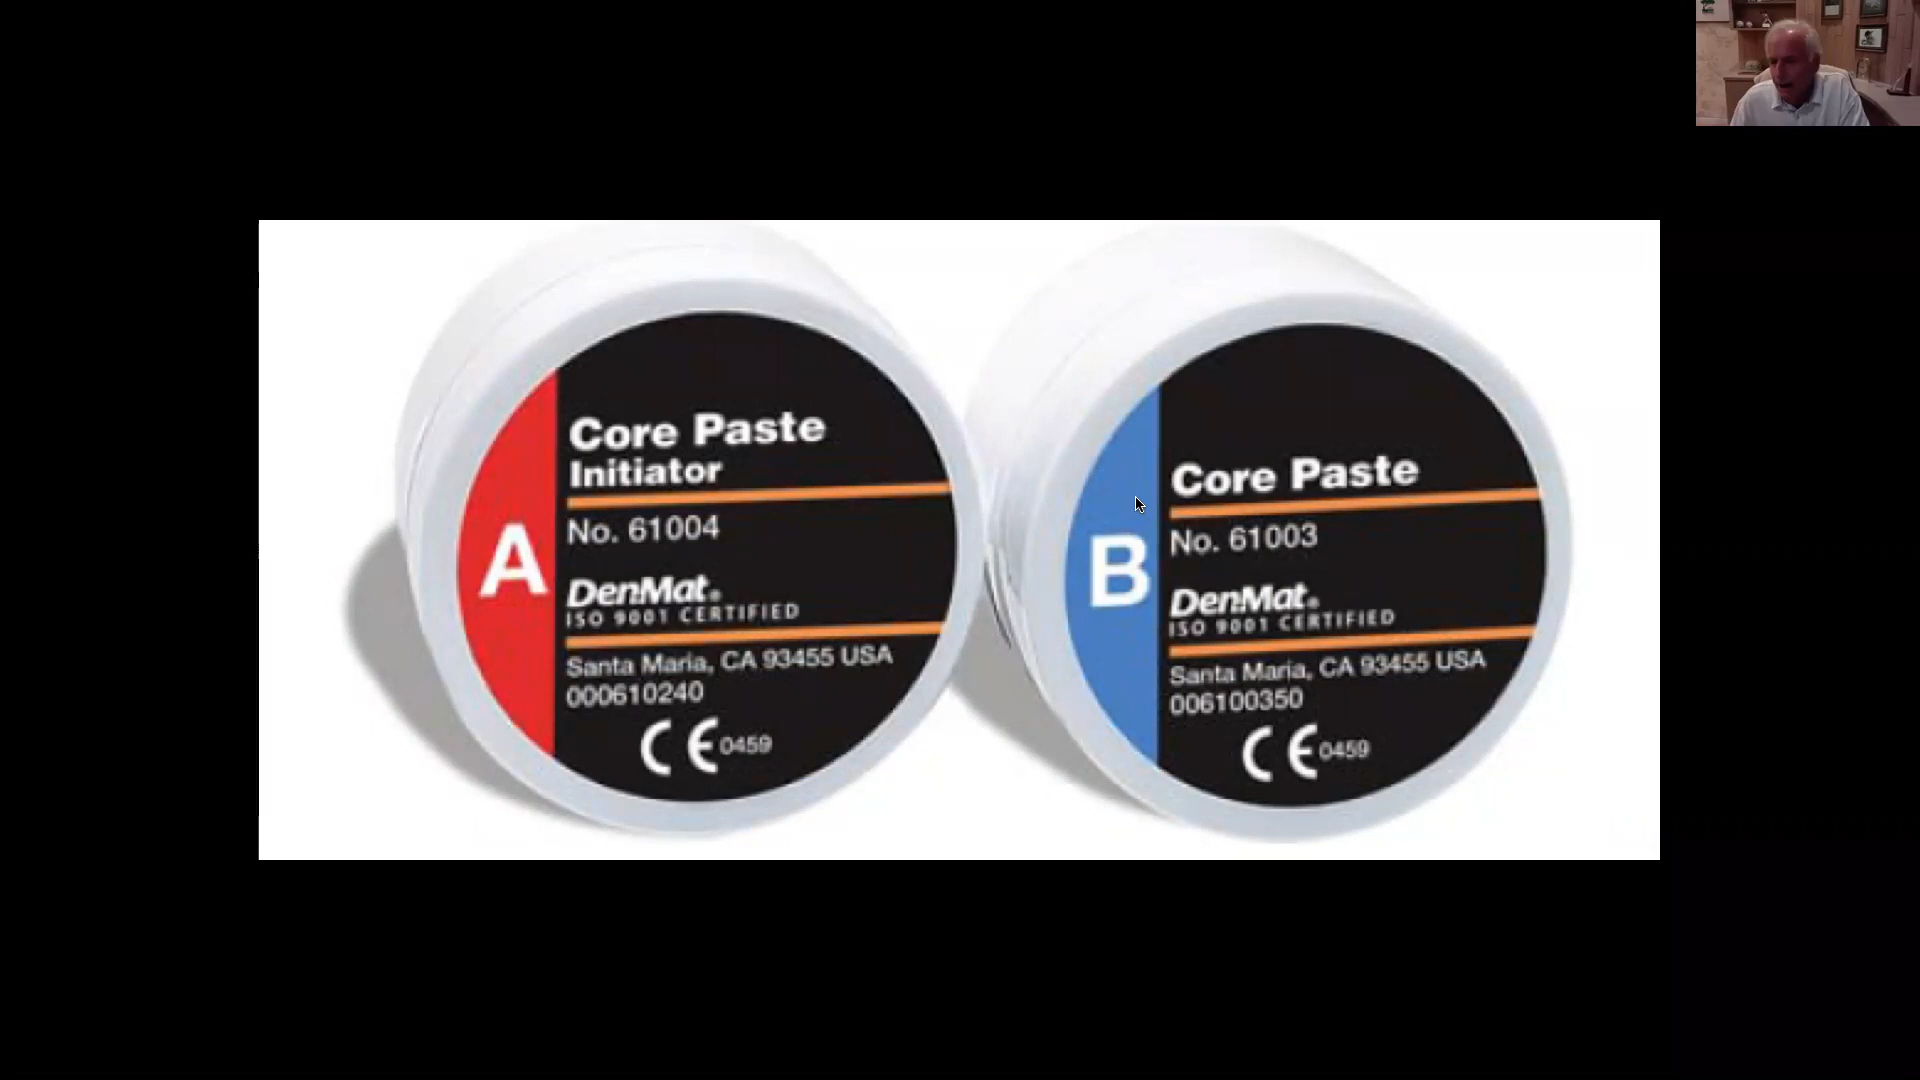 A
Core Paste
Initiator
No. 61004
DenMat®
ISO 9001 CERTIFIED
Santa Maria, CA 93455 USA
000610240
CE 0459
B
Core Paste
No. 61003
DenMat®
ISO 9001 CERTIFIED
Santa Maria, CA 93455 USA
006100350
CE 0459